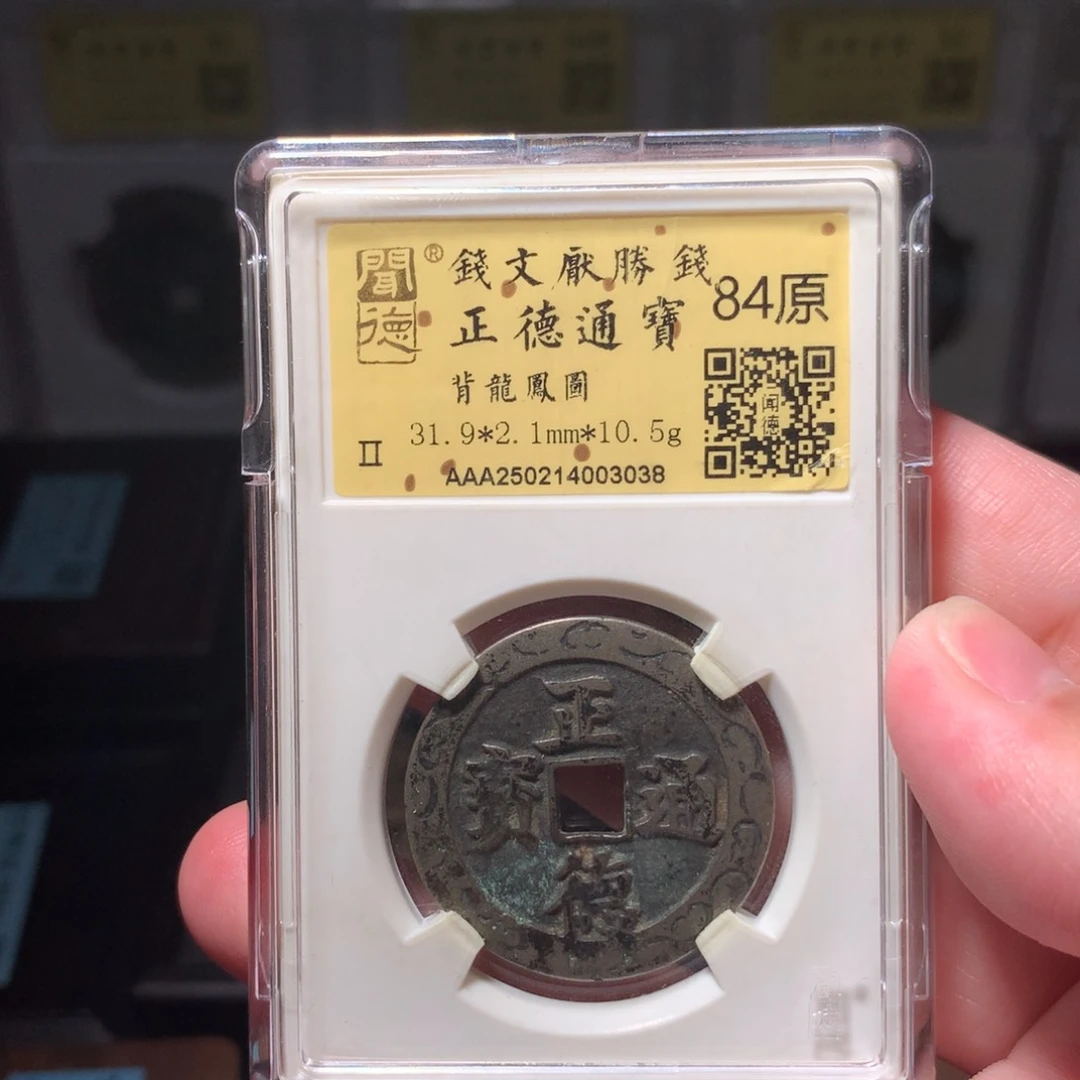 聞德®
錢文厭勝錢
84原
正德通寶
背龍鳳圖
闻德
II 31.9*2.1mm*10.5g
AAA250214003038
正
寶 通
德